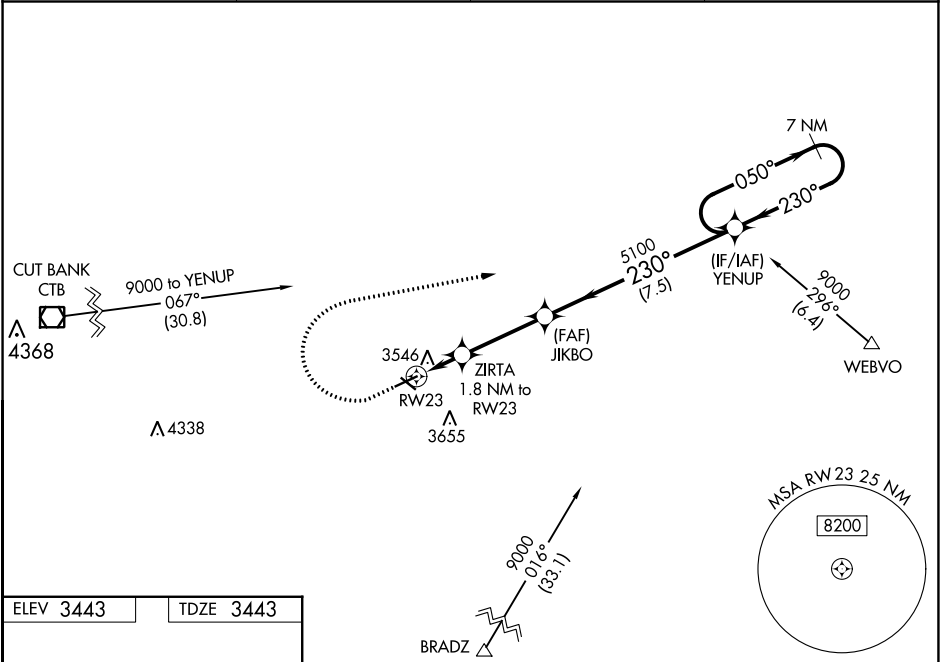 7 NM
050°
230°
5100
230°
(7.5)
(IF/IAF)
YENUP
CUT BANK
CTB
9000 to YENUP
067°
(30.8)
4368
9000
296°
(6.4)
WEBVO
(FAF)
JIKBO
3546
ZIRTA
1.8 NM to
RW23
RW23
3655
4338
MSA RW 23 25 NM
8200
9000
016°
(33.1)
BRADZ
ELEV 3443
TDZE 3443